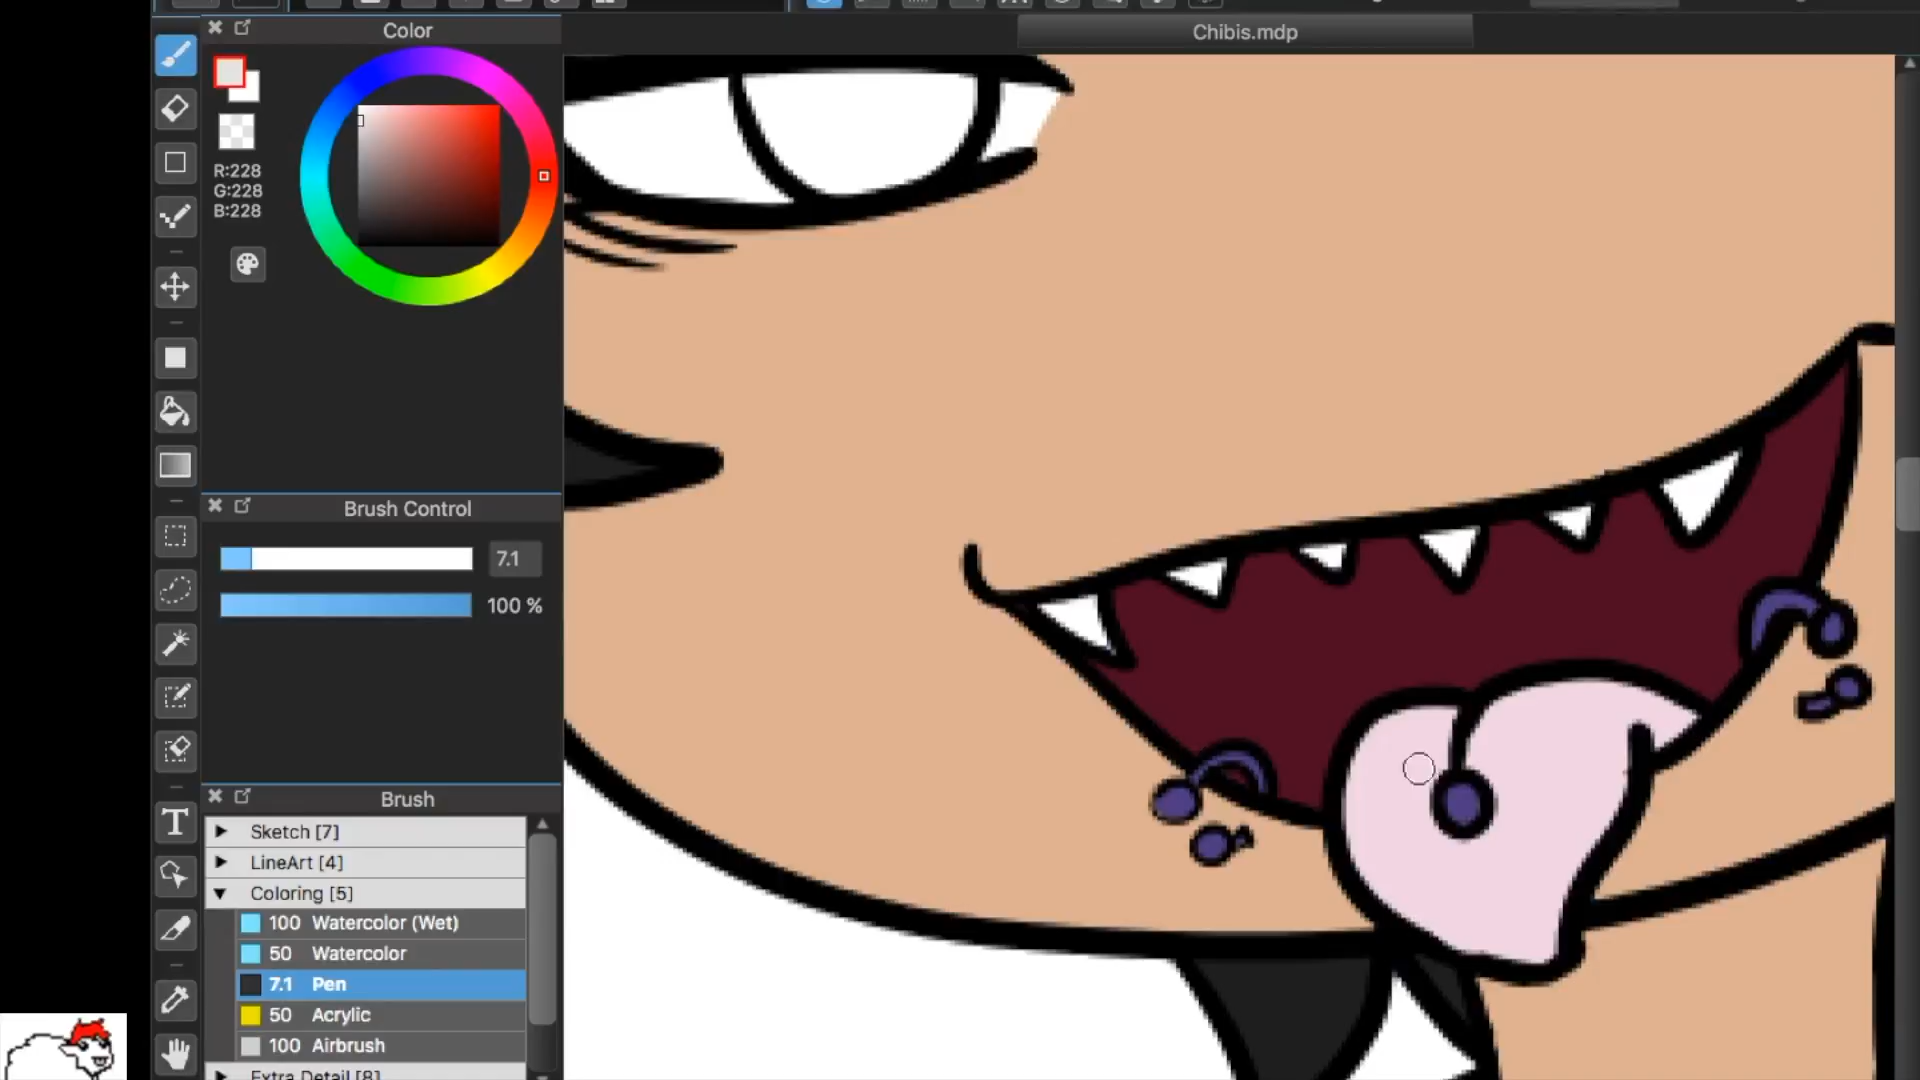 Color
Chibis.mdp
R:228
G:228
B:228
Brush Control
7.1
100 %
Brush
Sketch [7]
LineArt [4]
Coloring [5]
100 Watercolor (Wet)
50 Watercolor
7.1 Pen
50 Acrylic
100 Airbrush
Extra Detail [8]
T